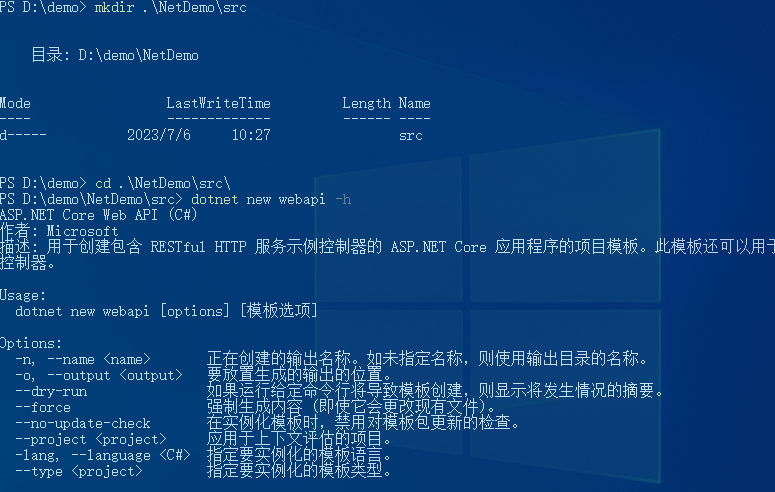 PS D:\demo> mkdir .\NetDemo\src
目录: D:\demo\NetDemo
Mode LastWriteTime Length Name
---- ------------- ------ ----
d----- 2023/7/6 10:27 src
PS D:\demo> cd .\NetDemo\src\
PS D:\demo\NetDemo\src> dotnet new webapi -h
ASP.NET Core Web API (C#)
作者: Microsoft
描述: 用于创建包含 RESTful HTTP 服务示例控制器的 ASP.NET Core 应用程序的项目模板。此模板还可以用于
控制器。
Usage:
dotnet new webapi [options] [模板选项]
Options:
-n, --name <name> 正在创建的输出名称。如未指定名称，则使用输出目录的名称。
-o, --output <output> 要放置生成的输出的位置。
--dry-run 如果运行给定命令行将导致模板创建，则显示将发生情况的摘要。
--force 强制生成内容 (即使它会更改现有文件)。
--no-update-check 在实例化模板时，禁用对模板包更新的检查。
--project <project> 应用于上下文评估的项目。
-lang, --language <C#> 指定要实例化的模板语言。
--type <project> 指定要实例化的模板类型。